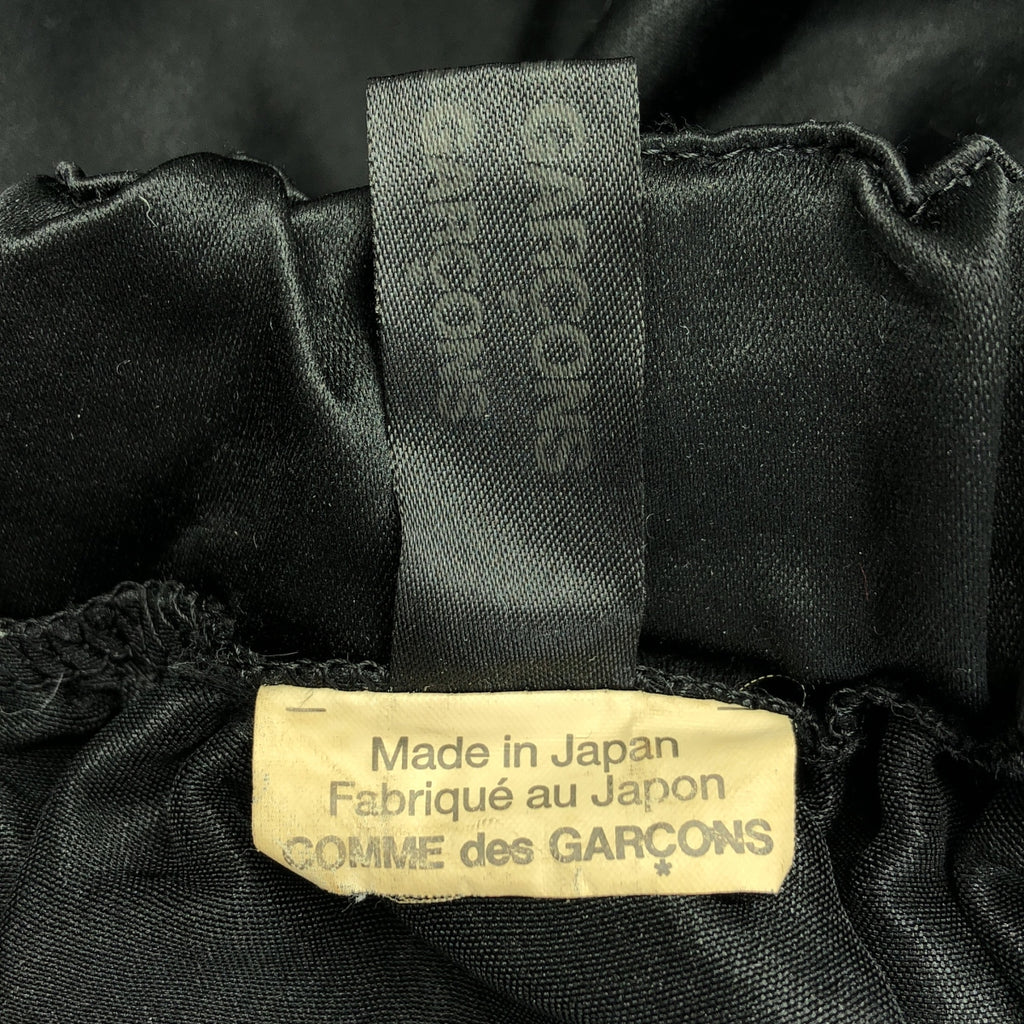 GARÇONS
GARÇONS
Made in Japan
Fabriqué au Japon
COMME des GARÇONS
*